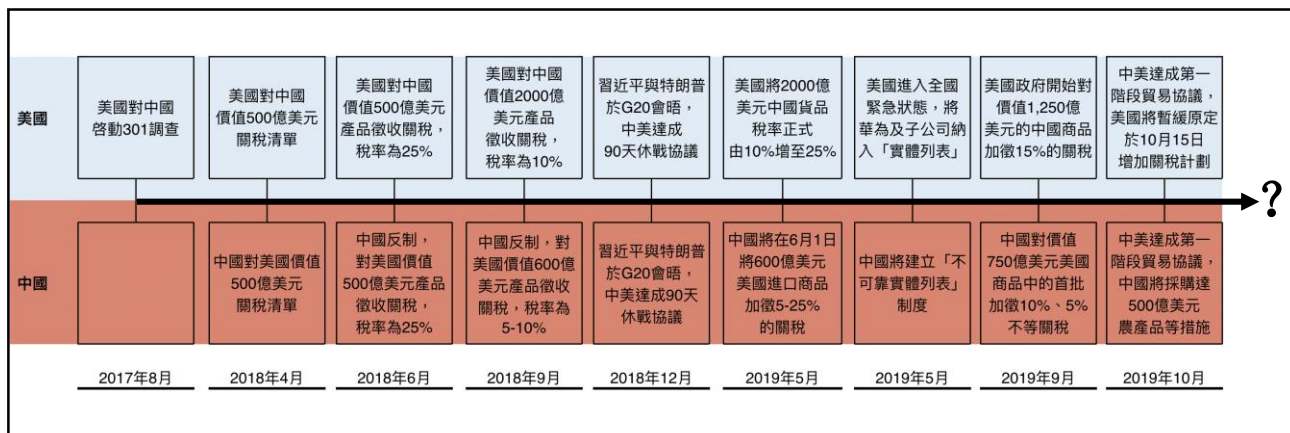 美國
美國對中國
啓動301調查
美國對中國
價值500億美元
關稅清單
美國對中國
價值500億美元
產品徵收關稅，
稅率為25%
美國對中國
價值2000億
美元產品
徵收關稅，
稅率為10%
習近平與特朗普
於G20會晤，
中美達成
90天休戰協議
美國將2000億
美元中國貨品
稅率正式
由10%增至25%
美國進入全國
緊急狀態，將
華為及子公司納
入「實體列表」
美國政府開始對
價值1,250億
美元的中國商品
加徵15%的關稅
中美達成第一
階段貿易協議，
美國將暫緩原定
於10月15日
增加關稅計劃
?
中國
中國對美國價值
500億美元
關稅清單
中國反制，
對美國價值
500億美元產品
徵收關稅，
稅率為25%
中國反制，對
美國價值600億
美元產品徵收
關稅，稅率為
5-10%
習近平與特朗普
於G20會晤，
中美達成90天
休戰協議
中國將在6月1日
將600億美元
美國進口商品
加徵5-25%
的關稅
中國將建立「不
可靠實體列表」
制度
中國對價值
750億美元美國
商品中的首批
加徵10%、5%
不等關稅
中美達成第一
階段貿易協議，
中國將採購達
500億美元
農產品等措施
2017年8月
2018年4月
2018年6月
2018年9月
2018年12月
2019年5月
2019年5月
2019年9月
2019年10月